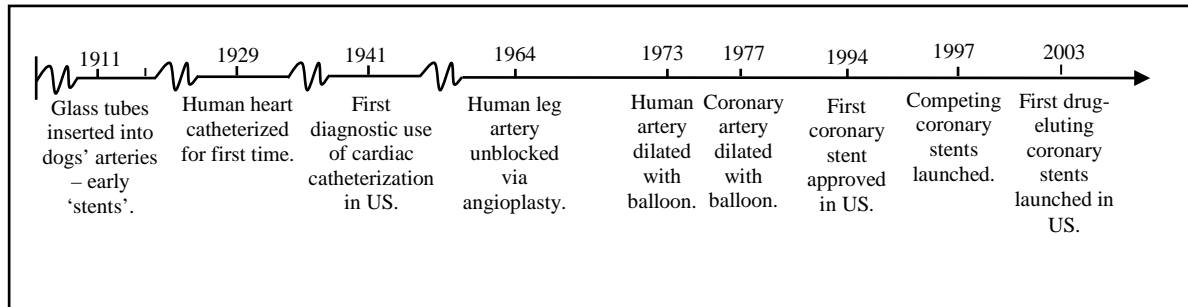 1911
1929
1941
1964
1973
1977
1994
1997
2003
Glass tubes
inserted into
dogs’ arteries
– early
‘stents’.
Human heart
catheterized
for first time.
First
diagnostic use
of cardiac
catheterization
in US.
Human leg
artery
unblocked
via
angioplasty.
Human
artery
dilated
with
balloon.
Coronary
artery
dilated
with
balloon.
First
coronary
stent
approved
in US.
Competing
coronary
stents
launched.
First drug-
eluting
coronary
stents
launched in
US.